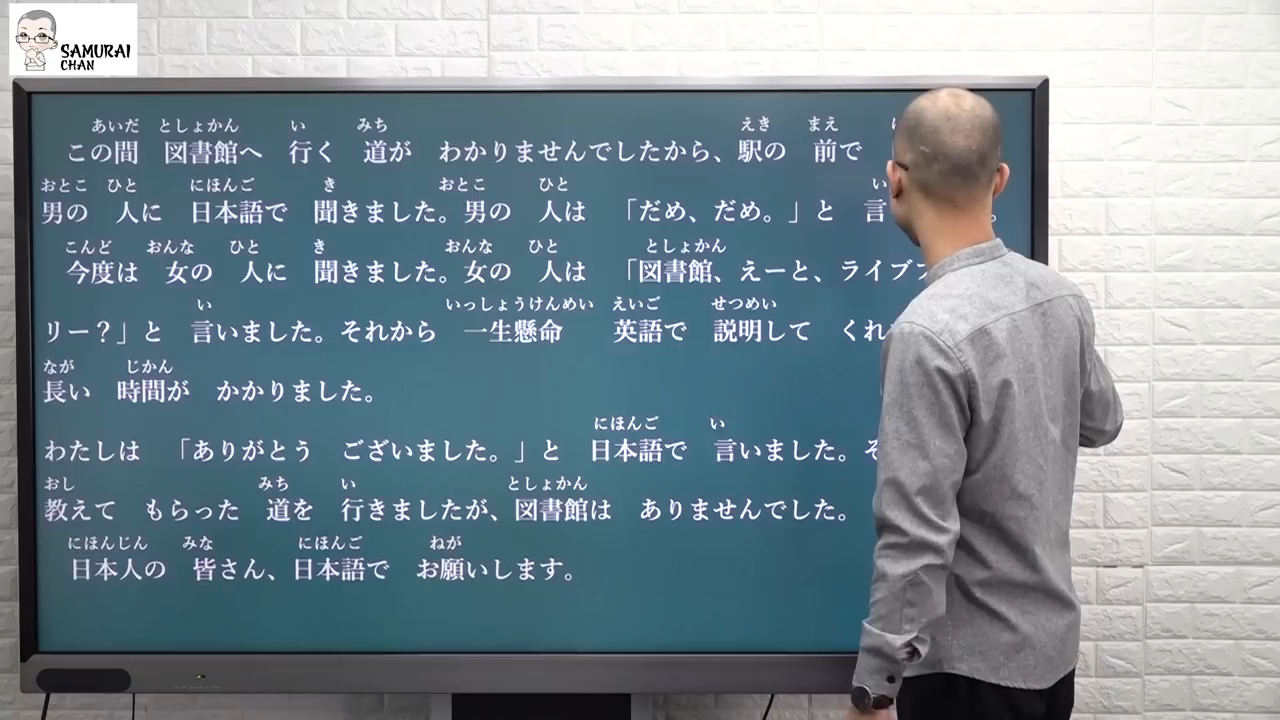 SAMURAI
CHAN
あいだ としょかん い みち えき まえ
この間 図書館へ 行く 道が わかりませんでしたから、駅の 前で
おとこ ひと にほんご き おとこ ひと い
男の 人に 日本語で 聞きました。男の 人は 「だめ、だめ。」と 言 。
こんど おんな ひと き おんな ひと としょかん
今度は 女の 人に 聞きました。女の 人は 「図書館、えーと、ライブ
い いっしょうけんめい えいご せつめい
リー?」と 言いました。それから 一生懸命 英語で 説明して くれ
なが じかん
長い 時間が かかりました。
にほんご い
わたしは 「ありがとう ございました。」と 日本語で 言いました。そ
おし みち い としょかん
教えて もらった 道を 行きましたが、図書館は ありませんでした。
にほんじん みな にほんご ねが
日本人の 皆さん、日本語で お願いします。